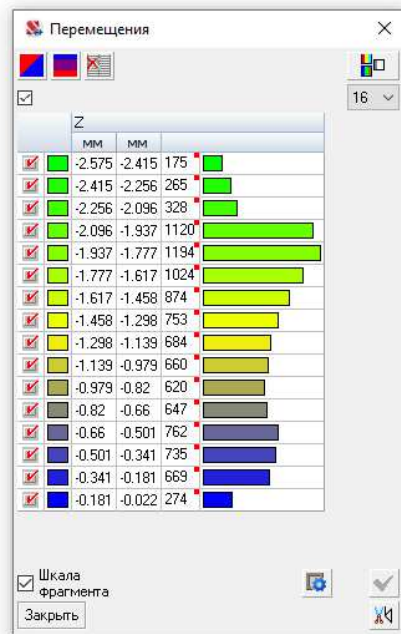 Перемещения
16
Z
мм мм
-2.575 -2.415 175
-2.415 -2.256 265
-2.256 -2.096 328
-2.096 -1.937 1120
-1.937 -1.777 1194
-1.777 -1.617 1024
-1.617 -1.458 874
-1.458 -1.298 753
-1.298 -1.139 684
-1.139 -0.979 660
-0.979 -0.82 620
-0.82 -0.66 647
-0.66 -0.501 762
-0.501 -0.341 735
-0.341 -0.181 669
-0.181 -0.022 274
Шкала
фрагмента
Закрыть